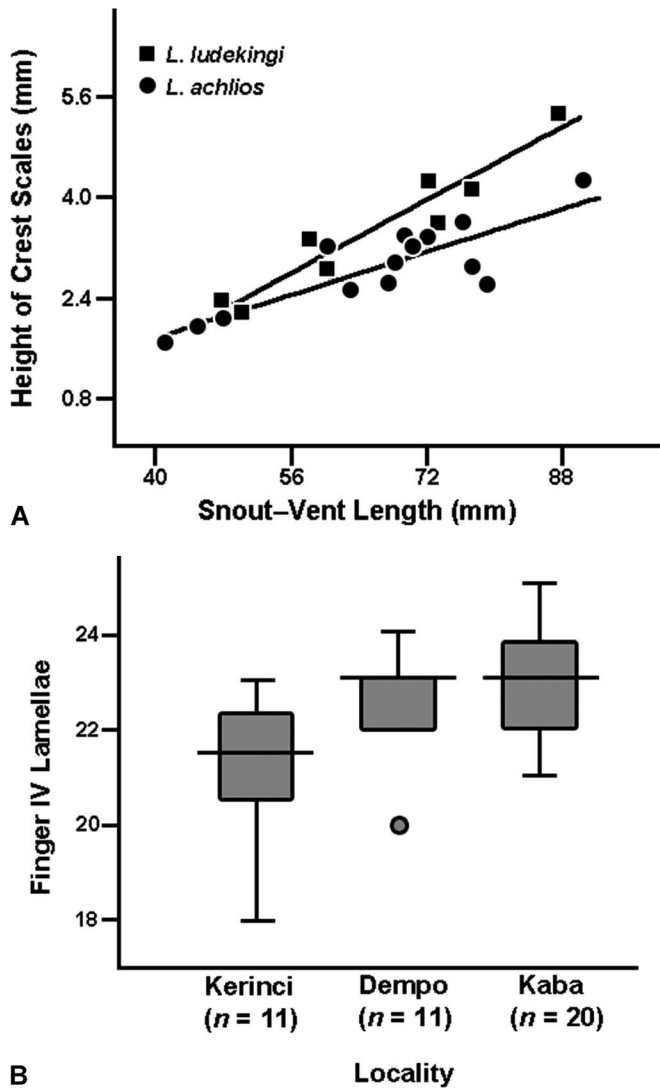 Height of Crest Scales (mm)
L. ludekingi
L. achlios
5.6
4.0
2.4
0.8
40 56 72 88
Snout–Vent Length (mm)
A
Finger IV Lamellae
24
22
20
18
Kerinci Dempo Kaba
(n = 11) (n = 11) (n = 20)
Locality
B